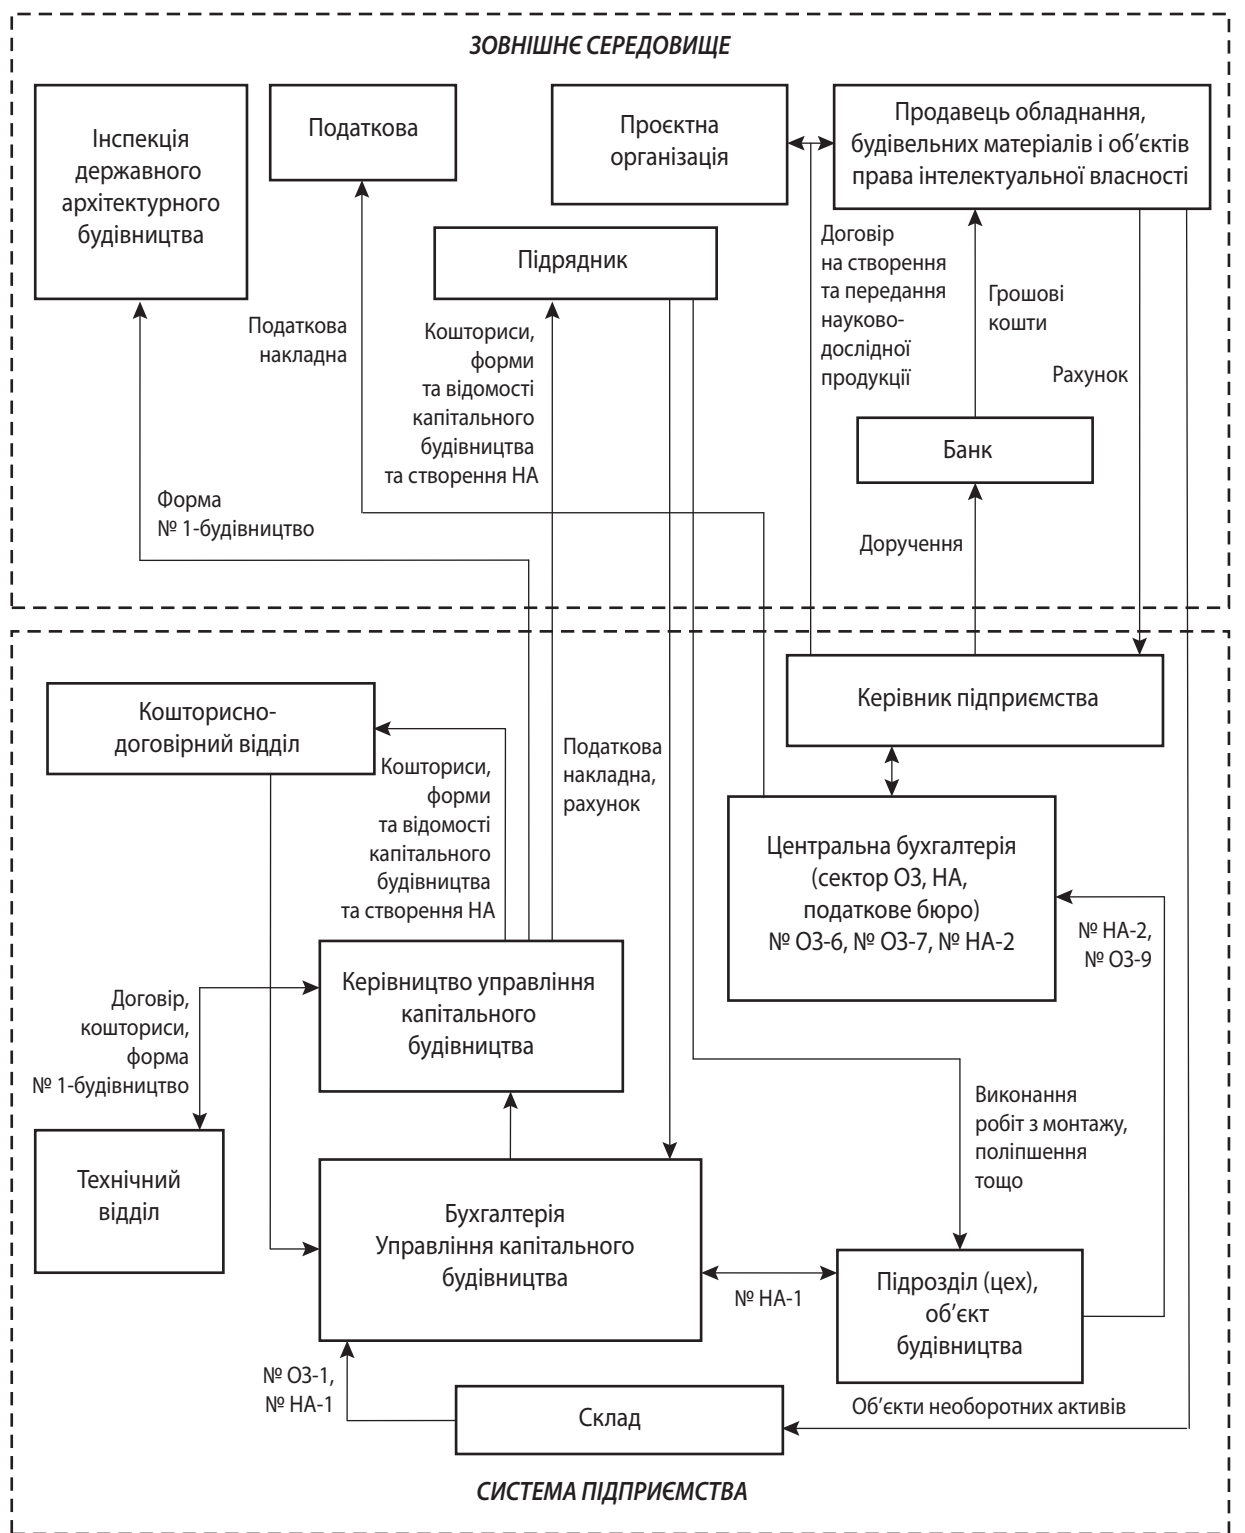 ЗОВНІШНЄ СЕРЕДОВИЩЕ
Інспекція
державного
архітектурного
будівництва
Податкова
Проєктна
організація
Продавець обладнання,
будівельних матеріалів і об’єктів
права інтелектуальної власності
Підрядник
Податкова
накладна
Кошториси,
форми
та відомості
капітального
будівництва
та створення НА
Договір
на створення
та передання
науково-
дослідної
продукції
Грошові
кошти
Рахунок
Банк
Форма
№ 1-будівництво
Доручення
Керівник підприємства
Кошторисно-
договірний відділ
Кошториси,
форми
та відомості
капітального
будівництва
та створення НА
Податкова
накладна,
рахунок
Центральна бухгалтерія
(сектор ОЗ, НА,
податкове бюро)
№ ОЗ-6, № ОЗ-7, № НА-2
№ НА-2,
№ ОЗ-9
Керівництво управління
капітального
будівництва
Договір,
кошториси,
форма
№ 1-будівництво
Виконання
робіт з монтажу,
поліпшення
тощо
Технічний
відділ
Бухгалтерія
Управління капітального
будівництва
№ НА-1
Підрозділ (цех),
об’єкт
будівництва
№ ОЗ-1,
№ НА-1
Склад
Об’єкти необоротних активів
СИСТЕМА ПІДПРИЄМСТВА